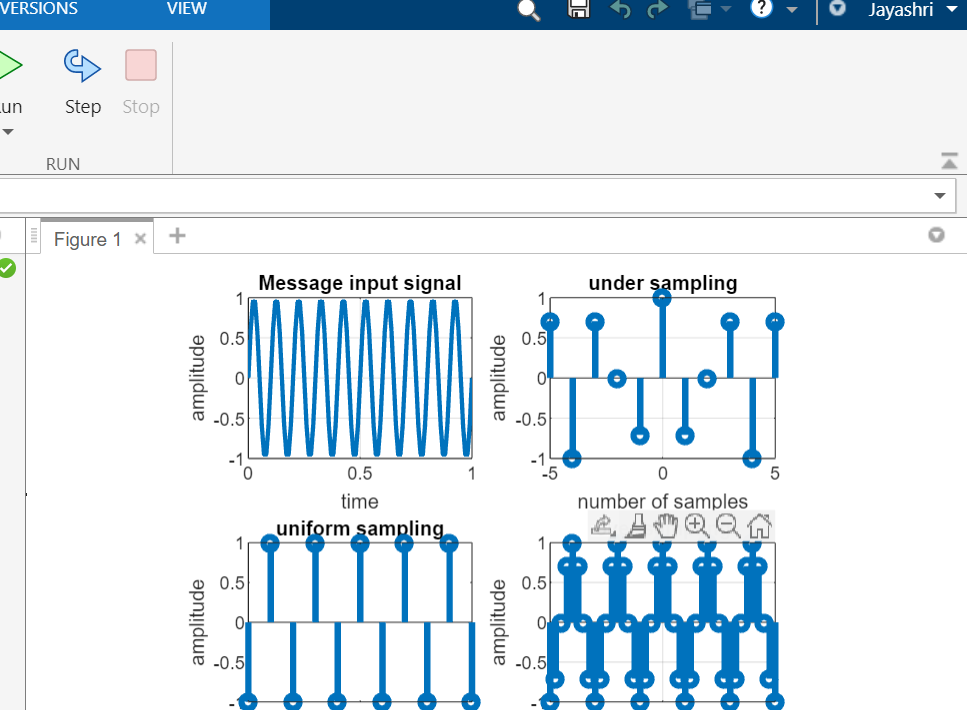 VERSIONS VIEW
Jayashri
un Step Stop
RUN
Figure 1
Message input signal
1
0.5
0
-0.5
-1
amplitude
0 0.5 1
time
under sampling
1
0.5
0
-0.5
-1
amplitude
-5 0 5
number of samples
uniform sampling
1
0.5
0
-0.5
amplitude
1
0.5
0
-0.5
amplitude